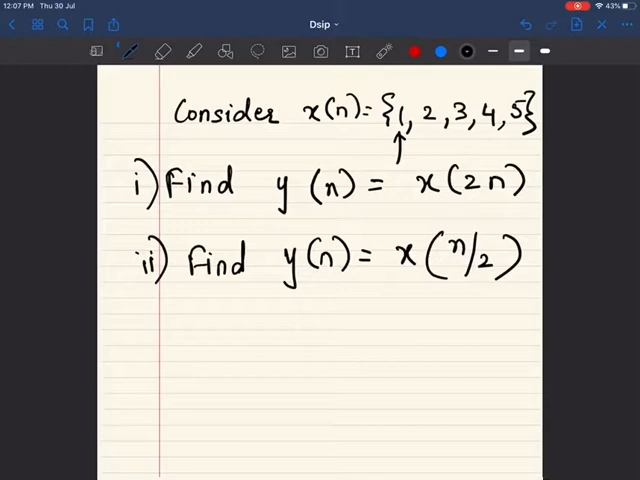 12:07 PM Thu 30 Jul
43%
Dsip
Consider x(n)= {1, 2, 3, 4, 5}
↑
i) Find y(n) = x(2n)
ii) Find y(n) = x(n/2)